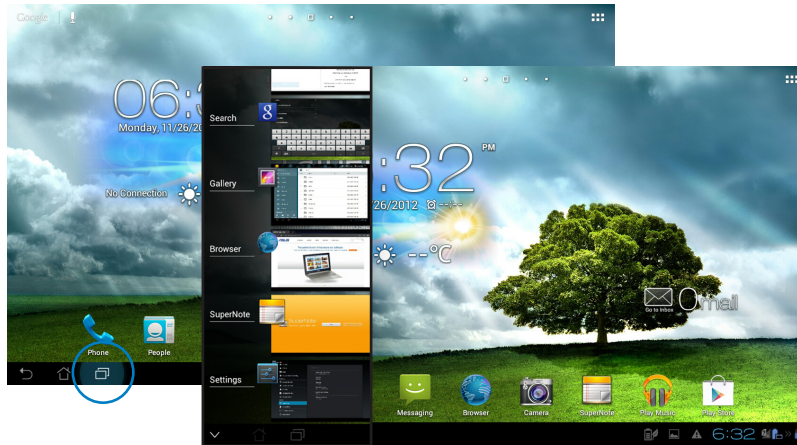 Google
06:3
Monday, 11/26/20
No Connection
Phone
People
Search
Gallery
Browser
ASUS
SuperNote
Settings
:32 PM
26/2012 --:--
--°C
Go to Inbox
0mail
Messaging
Browser
Camera
SuperNote
Play Music
Play Store
6:32